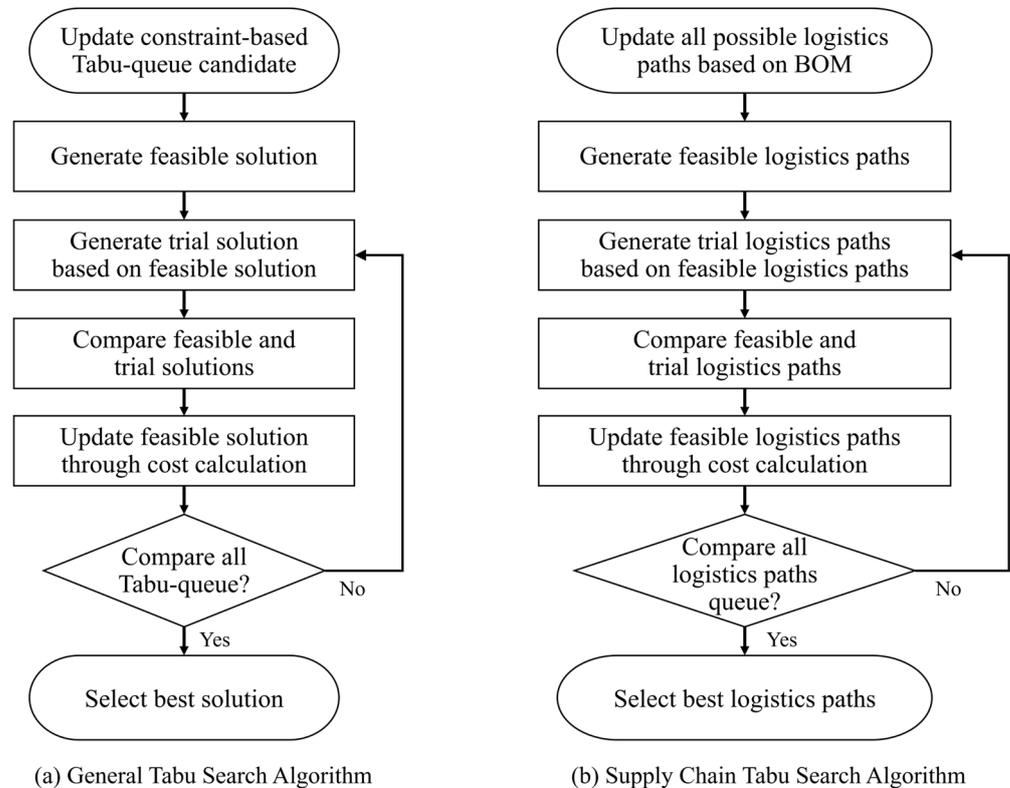 Update constraint-based
Tabu-queue candidate
Generate feasible solution
Generate trial solution
based on feasible solution
Compare feasible and
trial solutions
Update feasible solution
through cost calculation
Compare all
Tabu-queue?
No
Yes
Select best solution
(a) General Tabu Search Algorithm
Update all possible logistics
paths based on BOM
Generate feasible logistics paths
Generate trial logistics paths
based on feasible logistics paths
Compare feasible and
trial logistics paths
Update feasible logistics paths
through cost calculation
Compare all
logistics paths
queue?
No
Yes
Select best logistics paths
(b) Supply Chain Tabu Search Algorithm